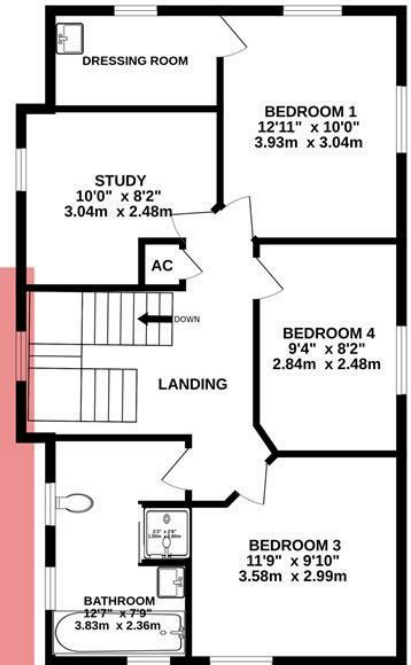 DRESSING ROOM
BEDROOM 1
12'11" x 10'0"
3.93m x 3.04m
STUDY
10'0" x 8'2"
3.04m x 2.48m
AC
DOWN
BEDROOM 4
9'4" x 8'2"
2.84m x 2.48m
LANDING
BEDROOM 3
11'9" x 9'10"
3.58m x 2.99m
BATHROOM
12'7" x 7'9"
3.83m x 2.36m